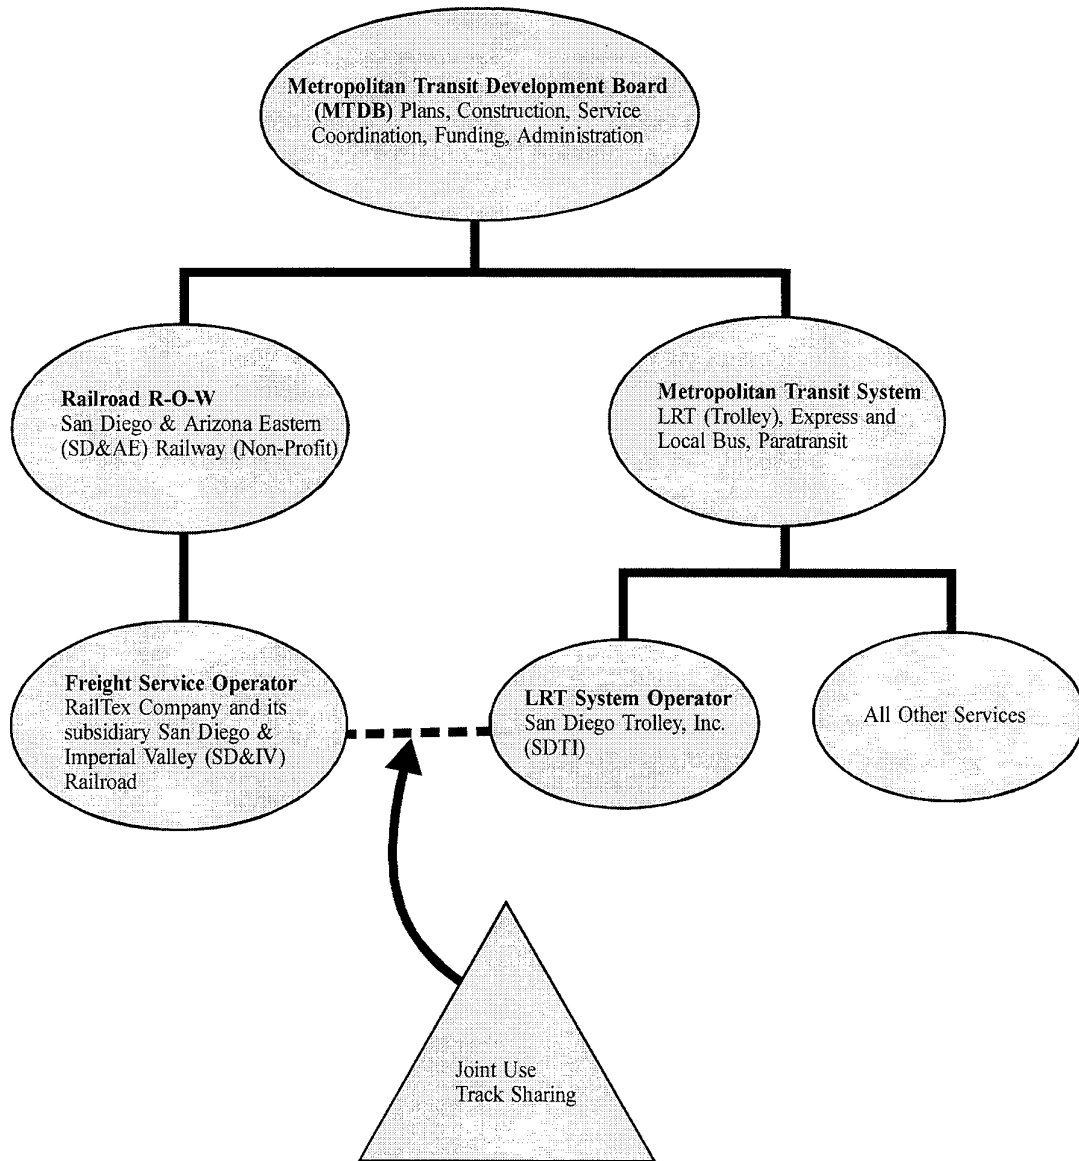 Metropolitan Transit Development Board
(MTDB) Plans, Construction, Service
Coordination, Funding, Administration
Railroad R-O-W
San Diego & Arizona Eastern
(SD&AE) Railway (Non-Profit)
Metropolitan Transit System
LRT (Trolley), Express and
Local Bus, Paratransit
Freight Service Operator
RailTex Company and its
subsidiary San Diego &
Imperial Valley (SD&IV)
Railroad
LRT System Operator
San Diego Trolley, Inc.
(SDTI)
All Other Services
Joint Use
Track Sharing